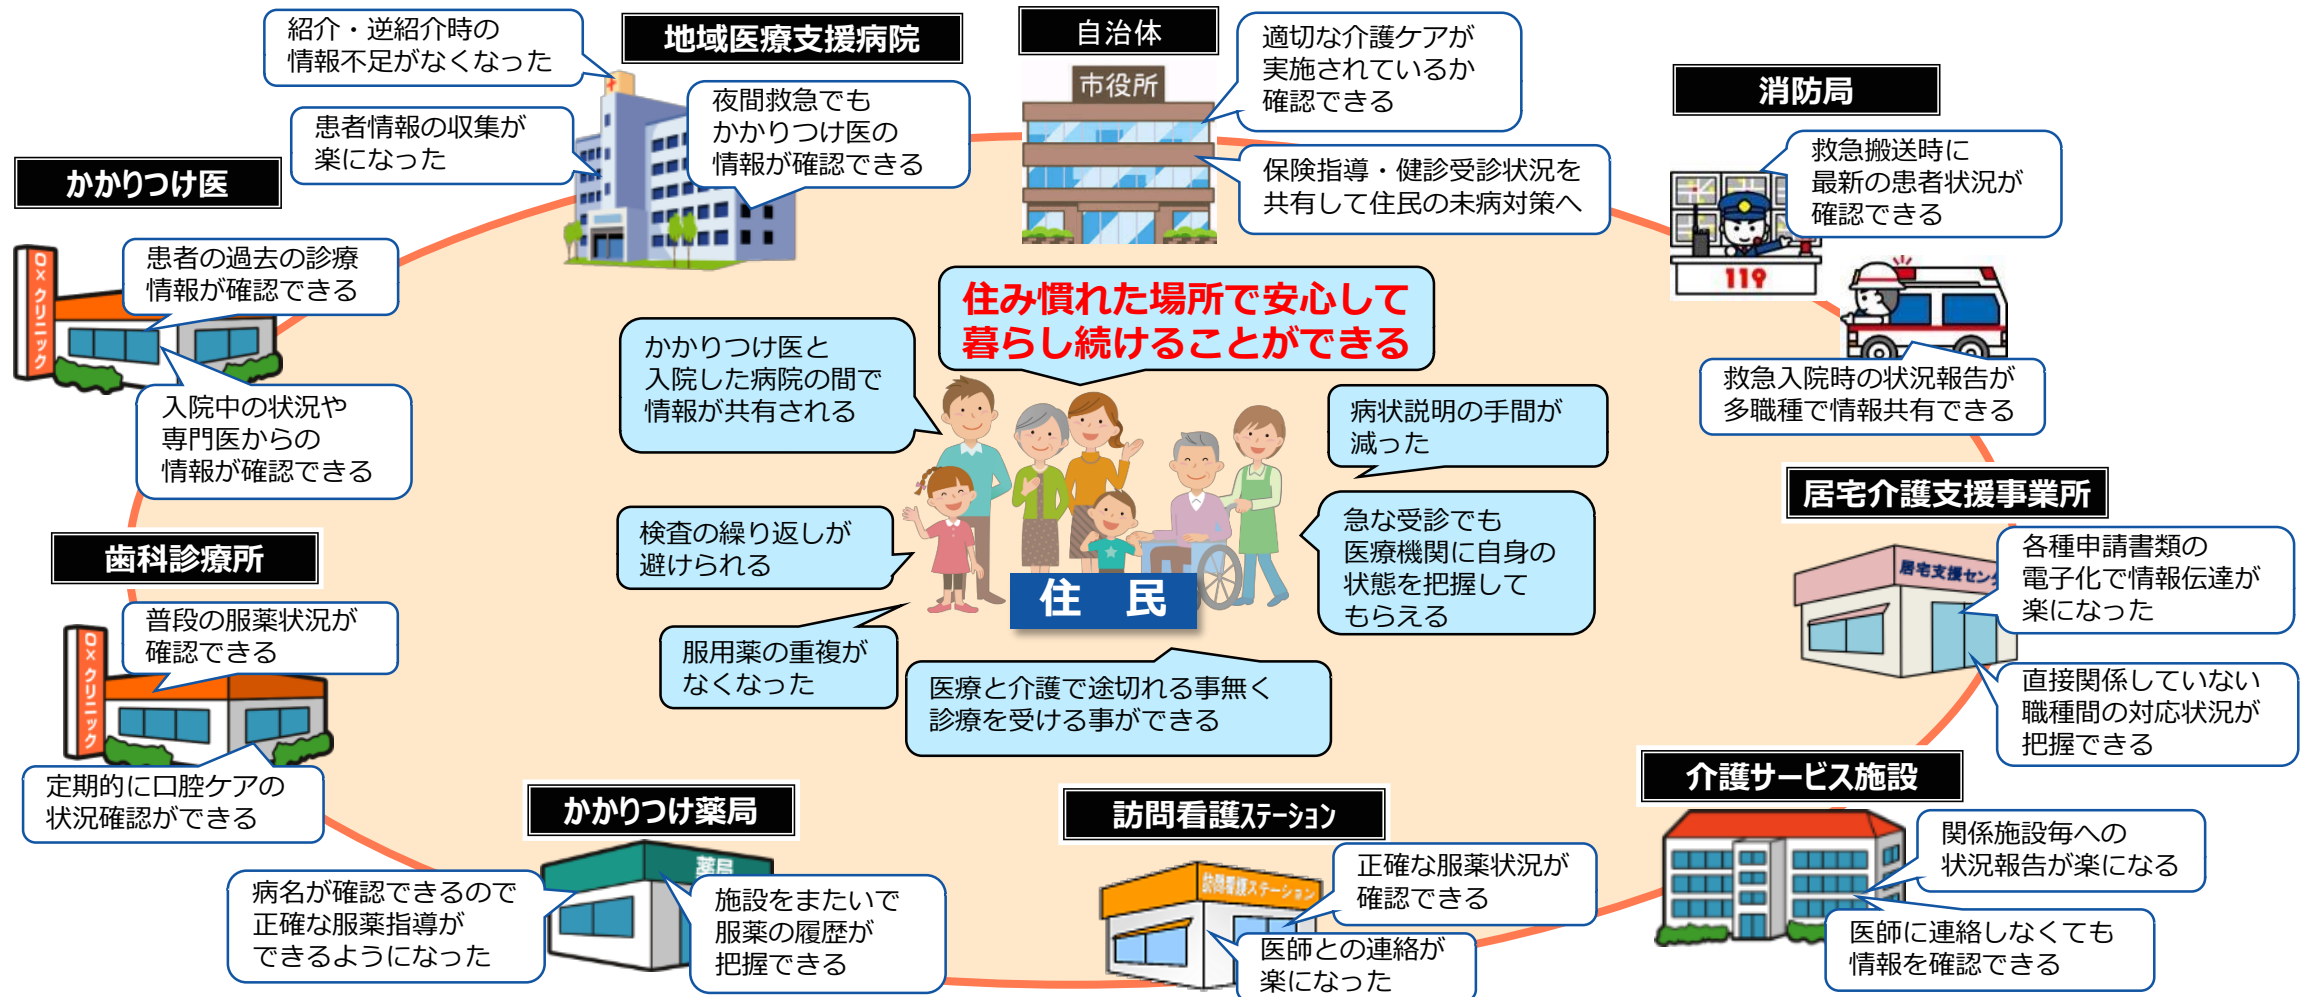 紹介・逆紹介時の
情報不足がなくなった
地域医療支援病院
自治体
適切な介護ケアが
実施されているか
確認できる
市役所
消防局
患者情報の収集が
楽になった
夜間救急でも
かかりつけ医の
情報が確認できる
保険指導・健診受診状況を
共有して住民の未病対策へ
救急搬送時に
最新の患者状況が
確認できる
119
救急入院時の状況報告が
多職種で情報共有できる
かかりつけ医
患者の過去の診療
情報が確認できる
O×クリニック
入院中の状況や
専門医からの
情報が確認できる
住み慣れた場所で安心して
暮らし続けることができる
かかりつけ医と
入院した病院の間で
情報が共有される
病状説明の手間が
減った
検査の繰り返しが
避けられる
急な受診でも
医療機関に自身の
状態を把握して
もらえる
住 民
服用薬の重複が
なくなった
医療と介護で途切れる事無く
診療を受ける事ができる
居宅介護支援事業所
居宅支援セン
各種申請書類の
電子化で情報伝達が
楽になった
直接関係していない
職種間の対応状況が
把握できる
歯科診療所
普段の服薬状況が
確認できる
O×クリニック
定期的に口腔ケアの
状況確認ができる
かかりつけ薬局
薬局
病名が確認できるので
正確な服薬指導が
できるようになった
施設をまたいで
服薬の履歴が
把握できる
訪問看護ステーション
訪問看護ステーション
正確な服薬状況が
確認できる
医師との連絡が
楽になった
介護サービス施設
関係施設毎への
状況報告が楽になる
医師に連絡しなくても
情報を確認できる